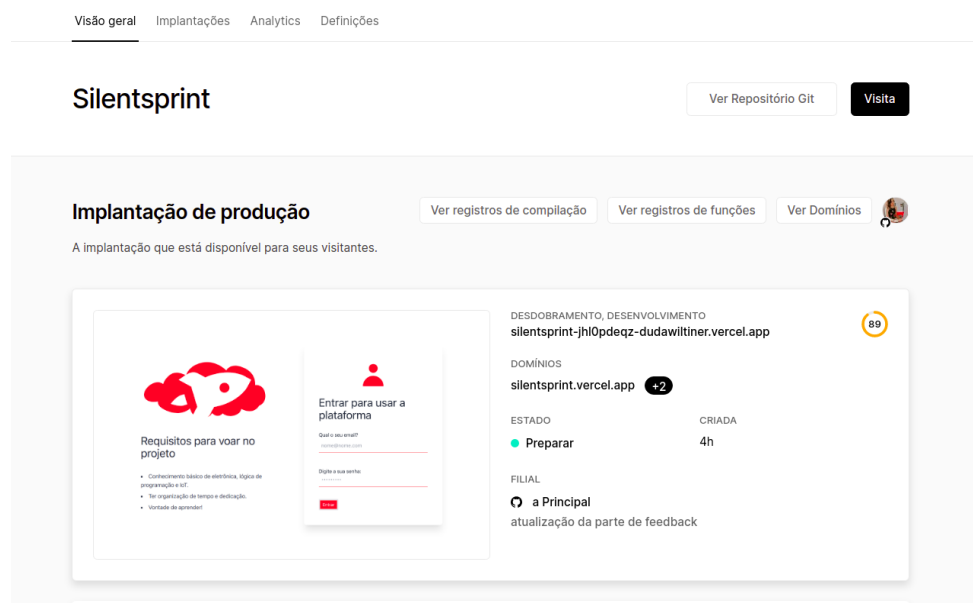 Visão geral Implantações Analytics Definições
Silentsprint
Ver Repositório Git
Visita
Implantação de produção
Ver registros de compilação
Ver registros de funções
Ver Domínios
A implantação que está disponível para seus visitantes.
Requisitos para voar no
projeto
• Conhecimento básico de eletrônica, lógica de
programação e IoT.
• Ter organização de tempo e dedicação.
• Vontade de aprender!
Entrar para usar a
plataforma
Qual o seu email?
nome@nome.com
Digite a sua senha:
Entrar
DESDOBRAMENTO, DESENVOLVIMENTO
silentsprint-jhl0pdeqz-dudawiltiner.vercel.app
89
DOMÍNIOS
silentsprint.vercel.app +2
ESTADO
Preparar
CRIADA
4h
FILIAL
a Principal
atualização da parte de feedback